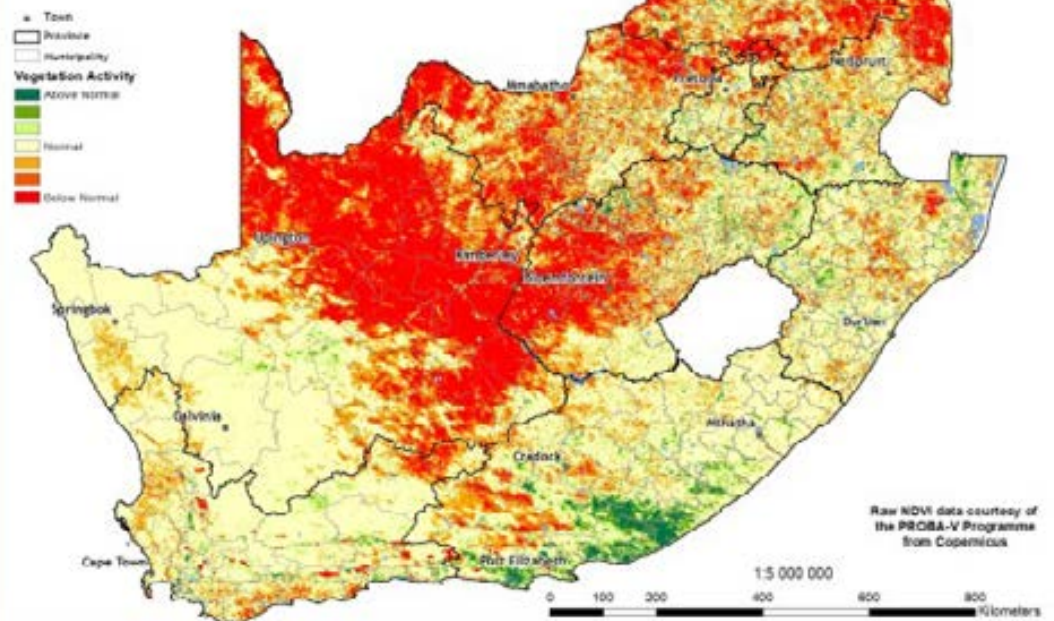 Town
Province
Municipality
Vegetation Activity
Above Normal
Normal
Below Normal
Mmabatho
Pretoria
Nelspruit
Upington
Kimberley
Bloemfontein
Springbok
Durban
Calvinia
Mthatha
Cradock
Cape Town
Port Elizabeth
Raw NDVI data courtesy of
the PROBA-V Programme
from Copernicus
1:5 000 000
0 100 200 400 600 800
Kilometers